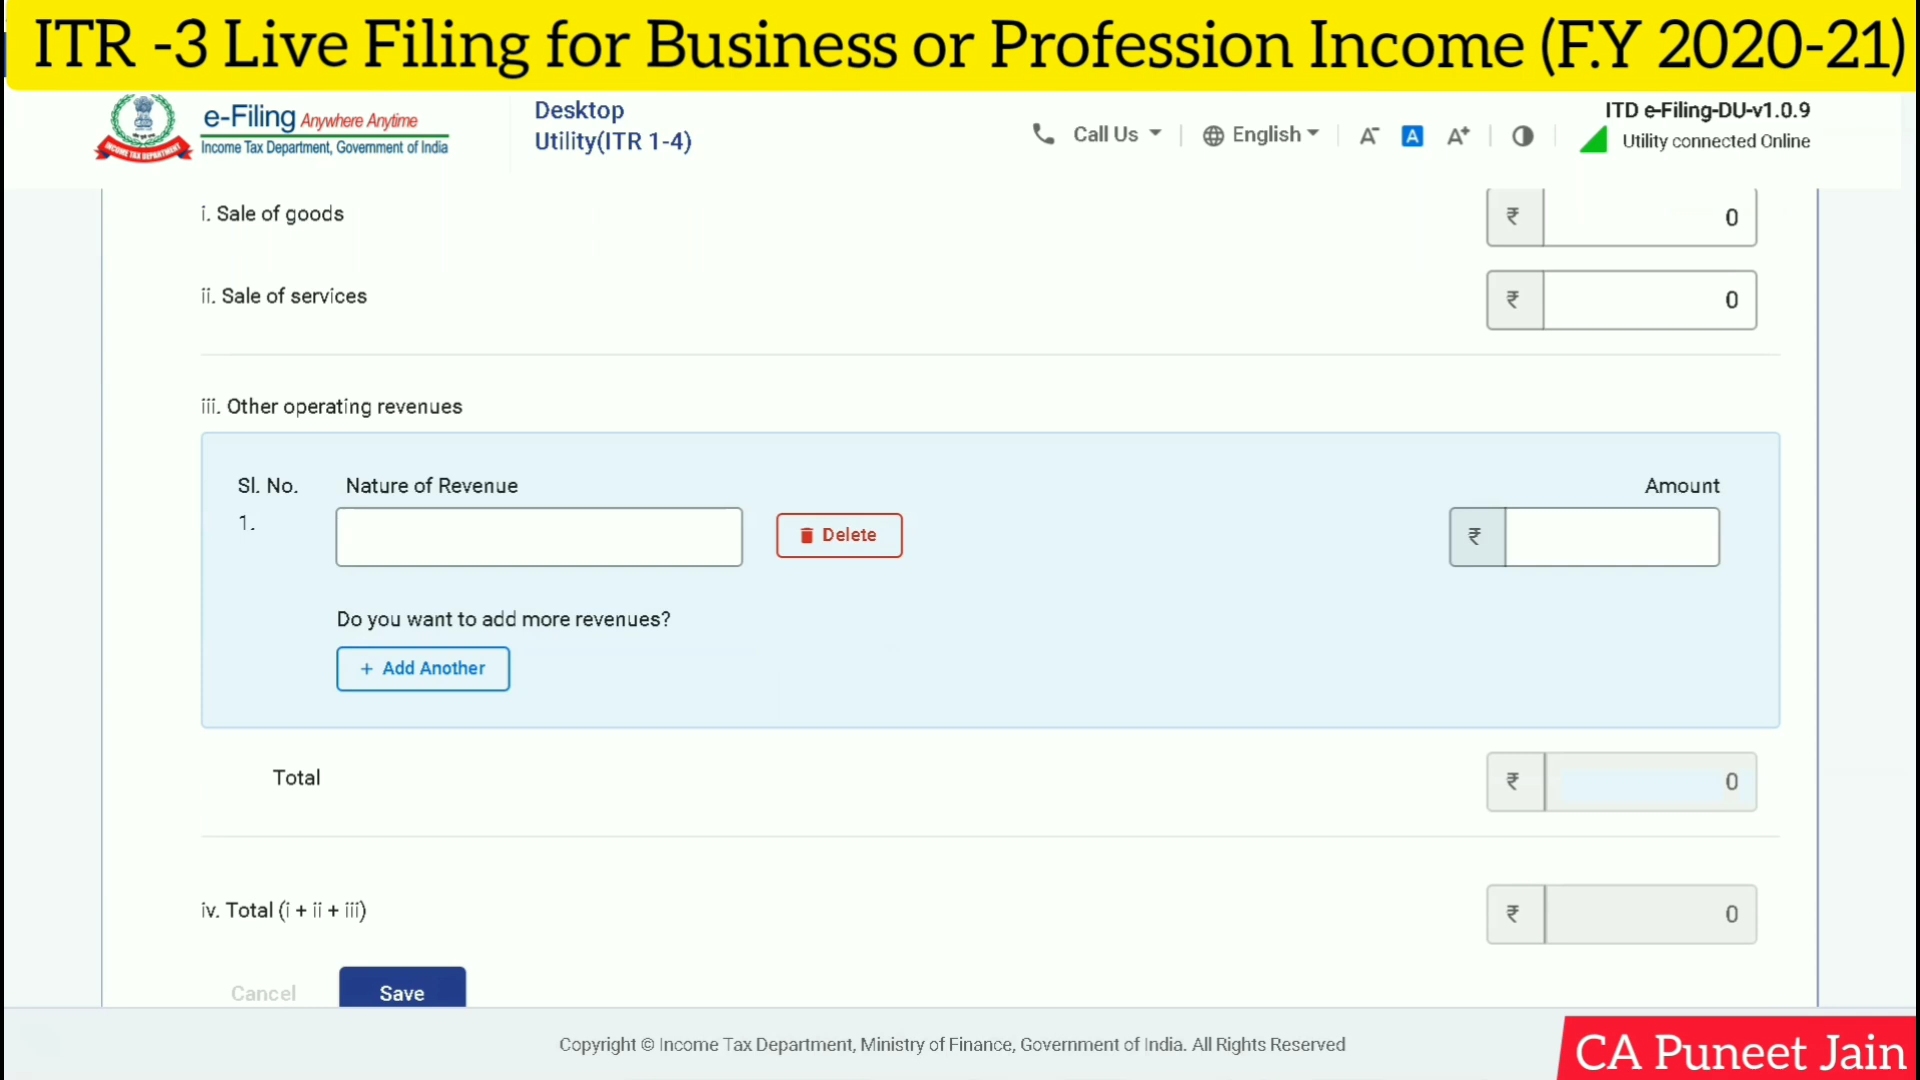 ITR -3 Live Filing for Business or Profession Income (F.Y 2020-21)
e-Filing Anywhere Anytime
Income Tax Department, Government of India
INCOME TAX DEPARTMENT
Desktop
Utility(ITR 1-4)
Call Us
English
A-
A
A+
ITD e-Filing-DU-v1.0.9
Utility connected Online
i. Sale of goods
₹ 0
ii. Sale of services
₹ 0
iii. Other operating revenues
Sl. No. Nature of Revenue Amount
1. Delete ₹
Do you want to add more revenues?
+ Add Another
Total ₹ 0
iv. Total (i + ii + iii) ₹ 0
Cancel Save
Copyright © Income Tax Department, Ministry of Finance, Government of India. All Rights Reserved
CA Puneet Jain